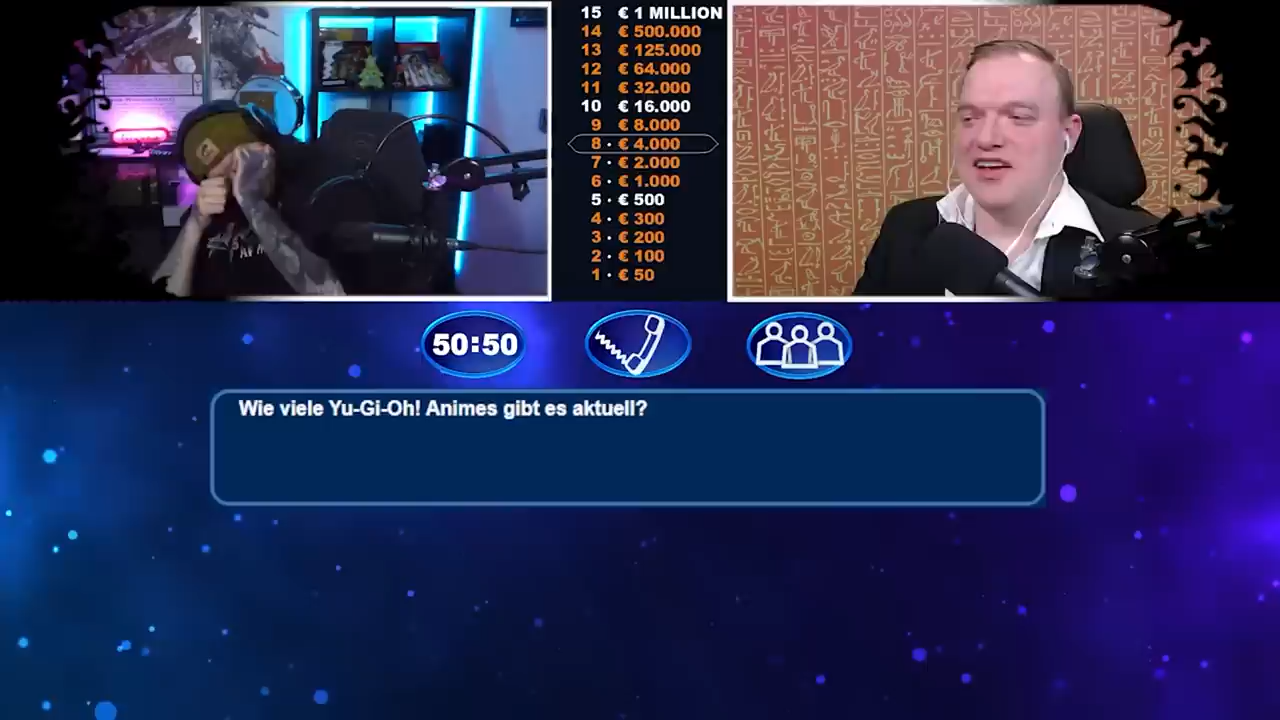 15 € 1 MILLION
14 € 500.000
13 € 125.000
12 € 64.000
11 € 32.000
10 € 16.000
9 € 8.000
8 · € 4.000
7 · € 2.000
6 · € 1.000
5 · € 500
4 · € 300
3 · € 200
2 · € 100
1 · € 50
50:50
Wie viele Yu-Gi-Oh! Animes gibt es aktuell?